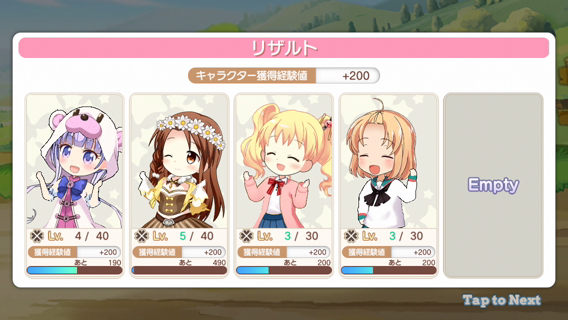 リザルト
キャラクター獲得経験値 +200
Lv. 4 / 40
獲得経験値 +200
あと 190
Lv. 5 / 40
獲得経験値 +200
あと 490
Lv. 3 / 30
獲得経験値 +200
あと 200
Lv. 3 / 30
獲得経験値 +200
あと 200
Empty
Tap to Next